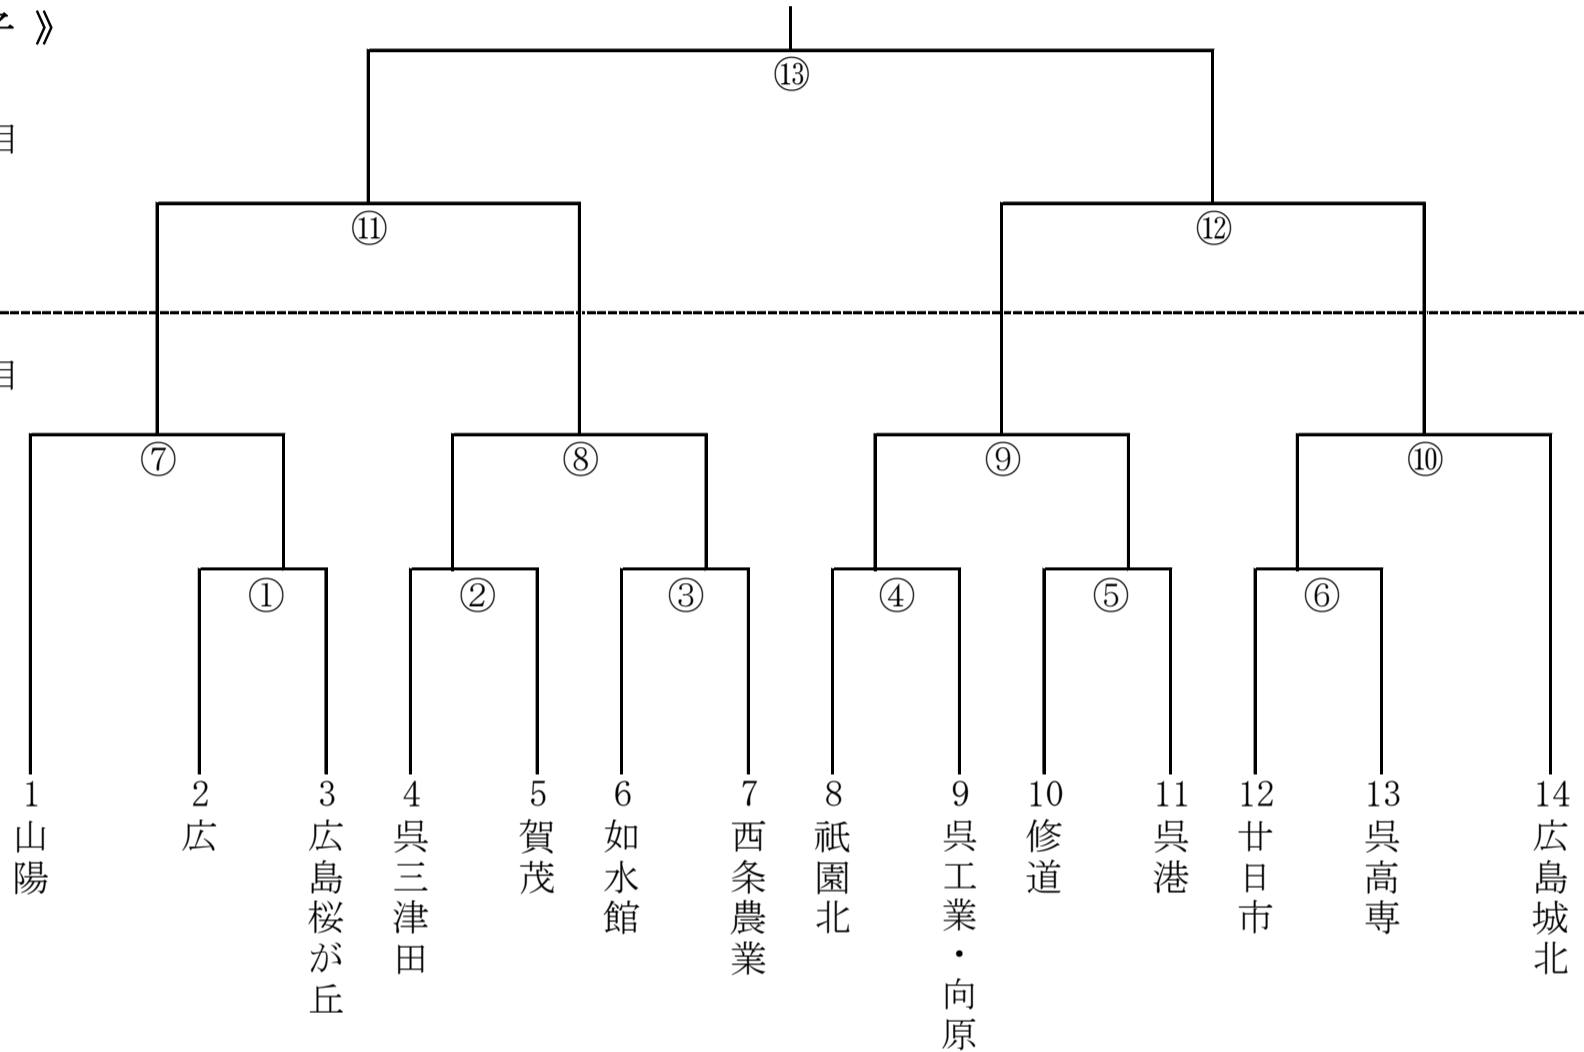 》
⑬
目
⑪ ⑫
目
⑦ ⑧ ⑨ ⑩
① ② ③ ④ ⑤ ⑥
1 山陽
2 広
3 広島桜が丘
4 呉三津田
5 賀茂
6 如水館
7 西条農業
8 祇園北
9 呉工業・向原
10 修道
11 呉港
12 廿日市
13 呉高専
14 広島城北